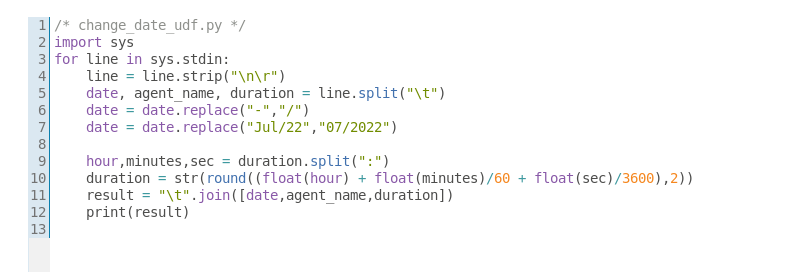 1 /* change_date_udf.py */
2 import sys
3 for line in sys.stdin:
4     line = line.strip("\n\r")
5     date, agent_name, duration = line.split("\t")
6     date = date.replace("-","/")
7     date = date.replace("Jul/22","07/2022")
8
9     hour,minutes,sec = duration.split(":")
10     duration = str(round((float(hour) + float(minutes)/60 + float(sec)/3600),2))
11     result = "\t".join([date,agent_name,duration])
12     print(result)
13